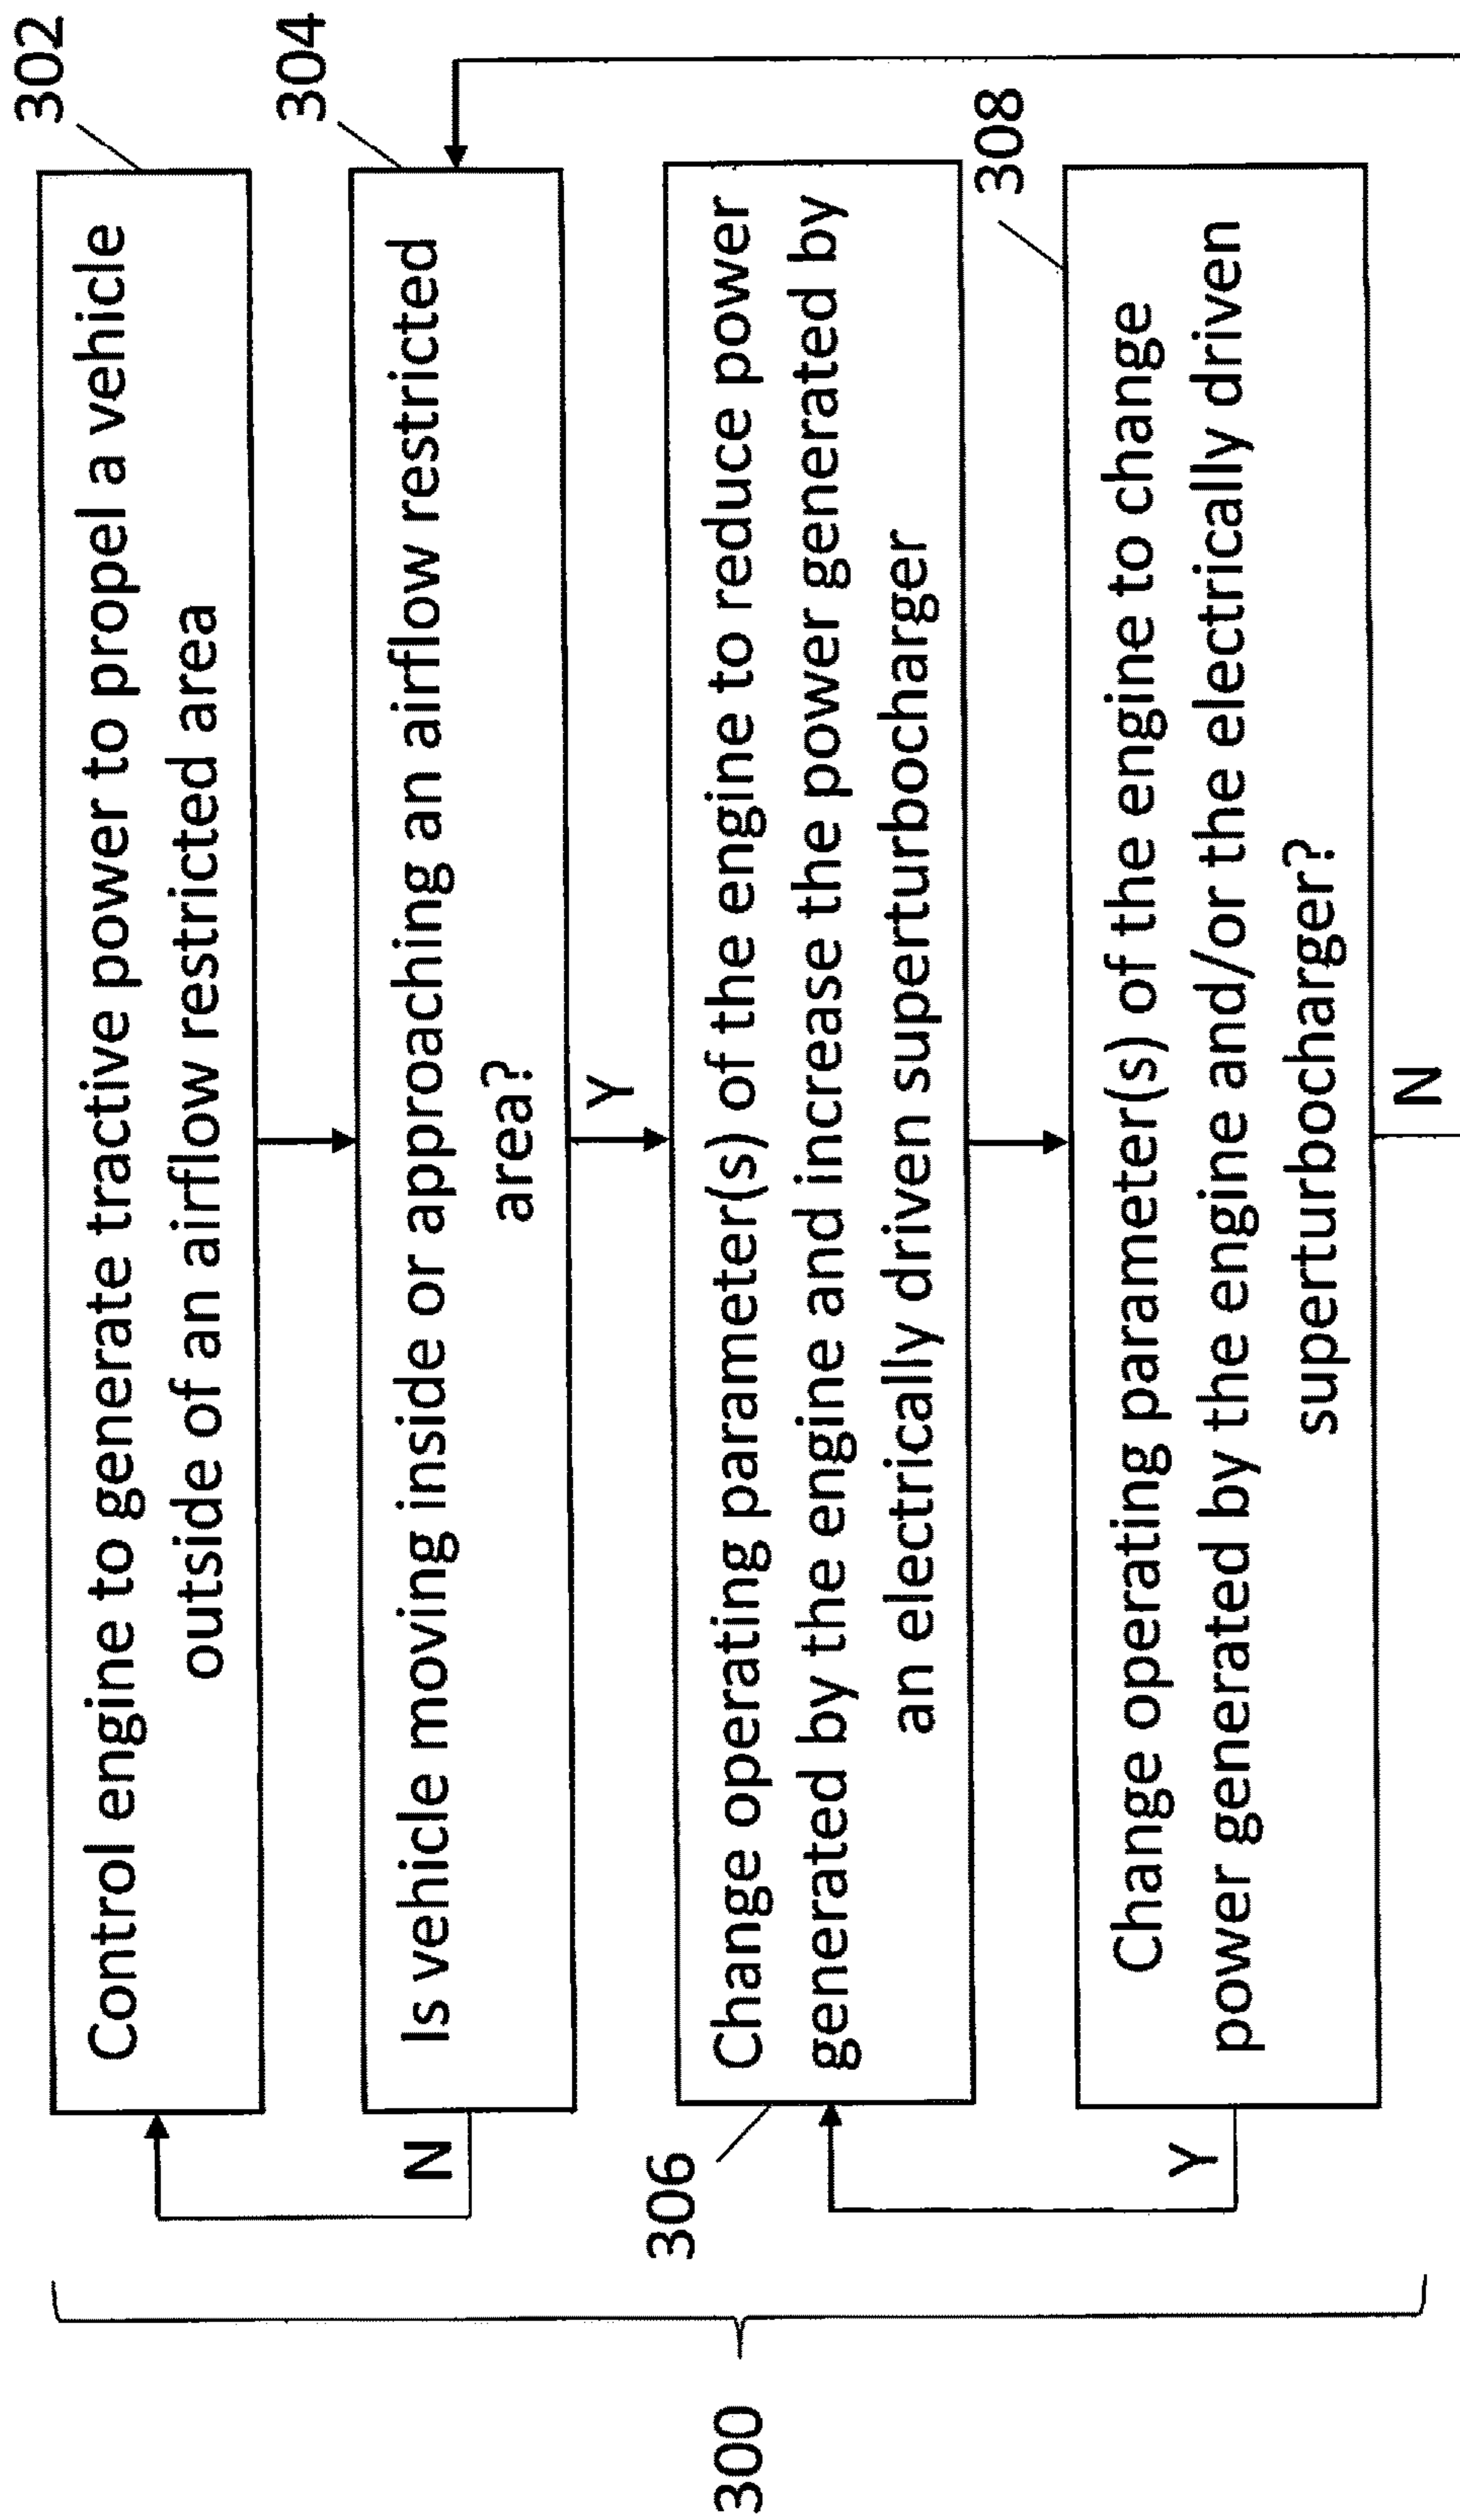 302
Control engine to generate tractive power to propel a vehicle
outside of an airflow restricted area
304
Is vehicle moving inside or approaching an airflow restricted
area?
N
Y
306
Change operating parameter(s) of the engine to reduce power
generated by the engine and increase the power generated by
an electrically driven superturbocharger
308
Change operating parameter(s) of the engine to change
power generated by the engine and/or the electrically driven
superturbocharger?
Y
N
300